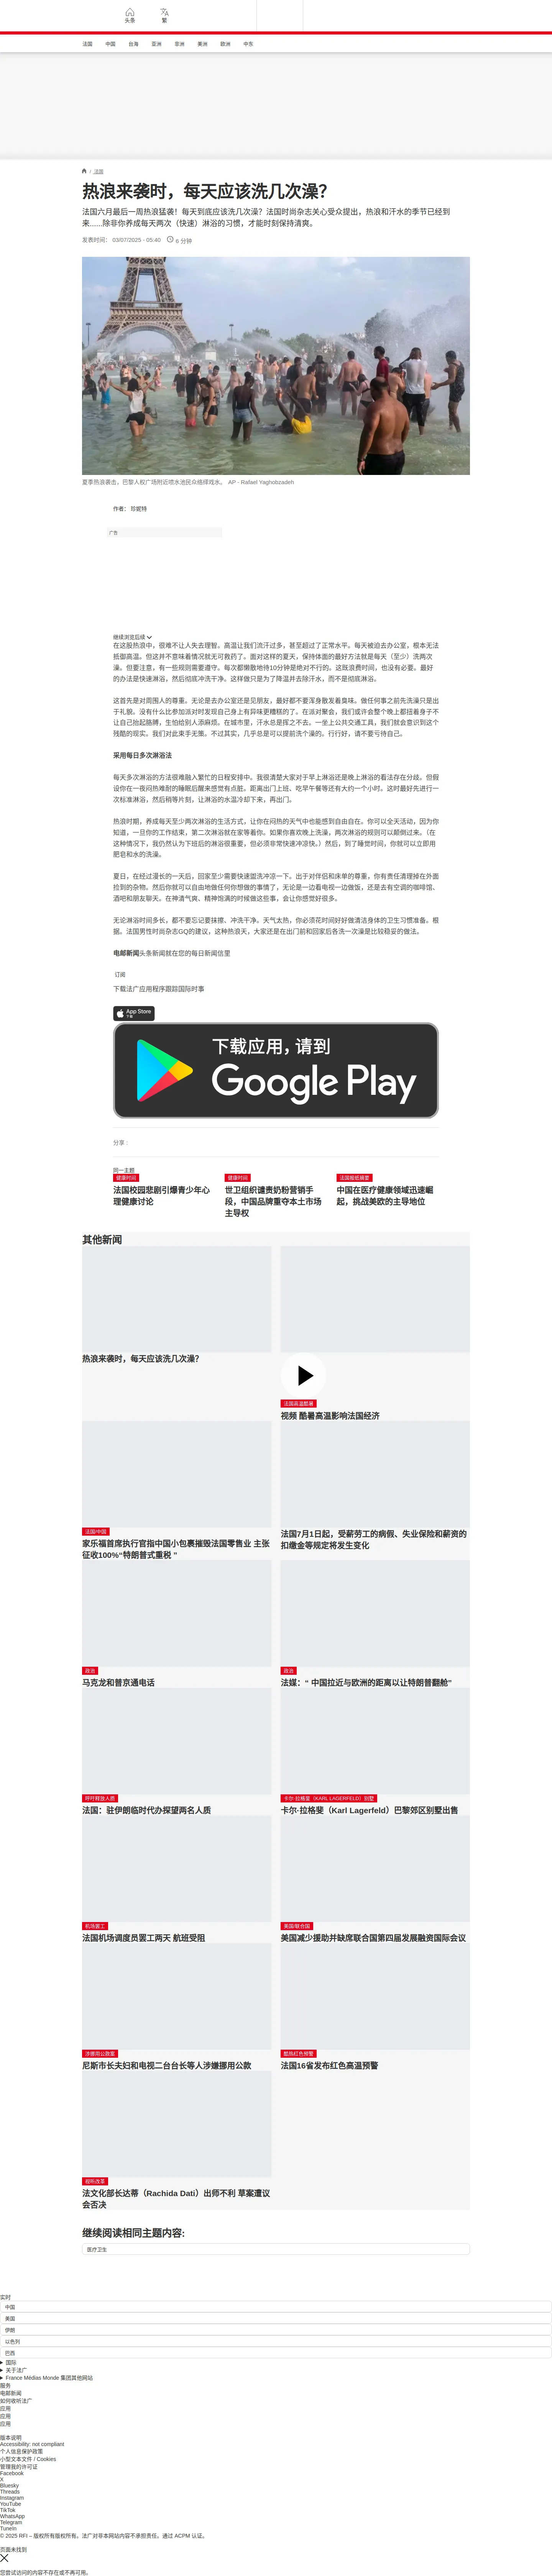 头条
繁
法国
中国
台海
亚洲
非洲
美洲
欧洲
中东
/ 法国
热浪来袭时，每天应该洗几次澡？
法国六月最后一周热浪猛袭！每天到底应该洗几次澡？法国时尚杂志关心受众提出，热浪和汗水的季节已经到
来......除非你养成每天两次（快速）淋浴的习惯，才能时刻保持清爽。
发表时间： 03/07/2025 - 05:40
6 分钟
夏季热浪袭击，巴黎人权广场附近喷水池民众络绎戏水。 AP - Rafael Yaghobzadeh
作者： 珍妮特
广告
继续浏览后续
在这股热浪中，很难不让人失去理智。高温让我们流汗过多，甚至超过了正常水平。每天被迫去办公室，根本无法
抵御高温。但这并不意味着情况就无可救药了。面对这样的夏天，保持体面的最好方法就是每天（至少）洗两次
澡。但要注意，有一些规则需要遵守。每次都懒散地待10分钟是绝对不行的。这既浪费时间，也没有必要。最好
的办法是快速淋浴，然后彻底冲洗干净。这样做只是为了降温并去除汗水，而不是彻底淋浴。
这首先是对周围人的尊重。无论是去办公室还是见朋友，最好都不要浑身散发着臭味。做任何事之前先洗澡只是出
于礼貌。没有什么比参加派对时发现自己身上有异味更糟糕的了。在派对聚会，我们或许会整个晚上都扭着身子不
让自己抬起胳膊，生怕给别人添麻烦。在城市里，汗水总是挥之不去。一坐上公共交通工具，我们就会意识到这个
残酷的现实。我们对此束手无策。不过其实，几乎总是可以提前洗个澡的。行行好，请不要亏待自己。
采用每日多次淋浴法
每天多次淋浴的方法很难融入繁忙的日程安排中。我很清楚大家对于早上淋浴还是晚上淋浴的看法存在分歧。但假
设你在一夜闷热难耐的睡眠后醒来感觉有点脏。距离出门上班、吃早午餐等还有大约一个小时。这时最好先进行一
次标准淋浴，然后稍等片刻，让淋浴的水温冷却下来，再出门。
热浪时期，养成每天至少两次淋浴的生活方式，让你在闷热的天气中也能感到自由自在。你可以全天活动，因为你
知道，一旦你的工作结束，第二次淋浴就在家等着你。如果你喜欢晚上洗澡，两次淋浴的规则可以颠倒过来。（在
这种情况下，我仍然认为下班后的淋浴很重要，但必须非常快速冲凉快。）然后，到了睡觉时间，你就可以立即用
肥皂和水的洗澡。
夏日，在经过漫长的一天后，回家至少需要快速盥洗冲凉一下。出于对伴侣和床单的尊重，你有责任清理掉在外面
捡到的杂物。然后你就可以自由地做任何你想做的事情了，无论是一边看电视一边做饭，还是去有空调的咖啡馆、
酒吧和朋友聊天。在神清气爽、精神饱满的时候做这些事，会让你感觉好很多。
无论淋浴时间多长，都不要忘记要抹擦、冲洗干净。天气太热，你必须花时间好好做清洁身体的卫生习惯准备。根
据。法国男性时尚杂志GQ的建议，这种热浪天，大家还是在出门前和回家后各洗一次澡是比较稳妥的做法。
电邮新闻头条新闻就在您的每日新闻信里
订阅
下载法广应用程序跟踪国际时事
App Store
下载
下载应用，请到
Google Play
分享：
同一主题
健康时间
法国校园悲剧引爆青少年心
理健康讨论
健康时间
世卫组织谴责奶粉营销手
段，中国品牌重夺本土市场
主导权
法国报纸摘要
中国在医疗健康领域迅速崛
起，挑战美欧的主导地位
其他新闻
热浪来袭时，每天应该洗几次澡？
法国高温酷暑
视频 酷暑高温影响法国经济
法国/中国
家乐福首席执行官指中国小包裹摧毁法国零售业 主张
征收100%“特朗普式重税 ”
法国7月1日起，受薪劳工的病假、失业保险和薪资的
扣缴金等规定将发生变化
政治
马克龙和普京通电话
政治
法媒：“ 中国拉近与欧洲的距离以让特朗普翻舱”
呼吁释放人质
法国：驻伊朗临时代办探望两名人质
卡尔·拉格斐（KARL LAGERFELD）别墅
卡尔·拉格斐（Karl Lagerfeld）巴黎郊区别墅出售
机场罢工
法国机场调度员罢工两天 航班受阻
美国/联合国
美国减少援助并缺席联合国第四届发展融资国际会议
涉挪用公款案
尼斯市长夫妇和电视二台台长等人涉嫌挪用公款
酷热红色预警
法国16省发布红色高温预警
视听改革
法文化部长达蒂（Rachida Dati）出师不利 草案遭议
会否决
继续阅读相同主题内容:
医疗卫生
实时
中国
美国
伊朗
以色列
巴西
国际
关于法广
France Médias Monde 集团其他网站
服务
电邮新闻
如何收听法广
应用
应用
应用
版本说明
Accessibility: not compliant
个人信息保护政策
小型文本文件 / Cookies
管理我的许可证
Facebook
X
Bluesky
Threads
Instagram
YouTube
TikTok
WhatsApp
Telegram
TuneIn
© 2025 RFI – 版权所有版权所有。法广对非本网站内容不承担责任。通过 ACPM 认证。
页面未找到
您尝试访问的内容不存在或不再可用。